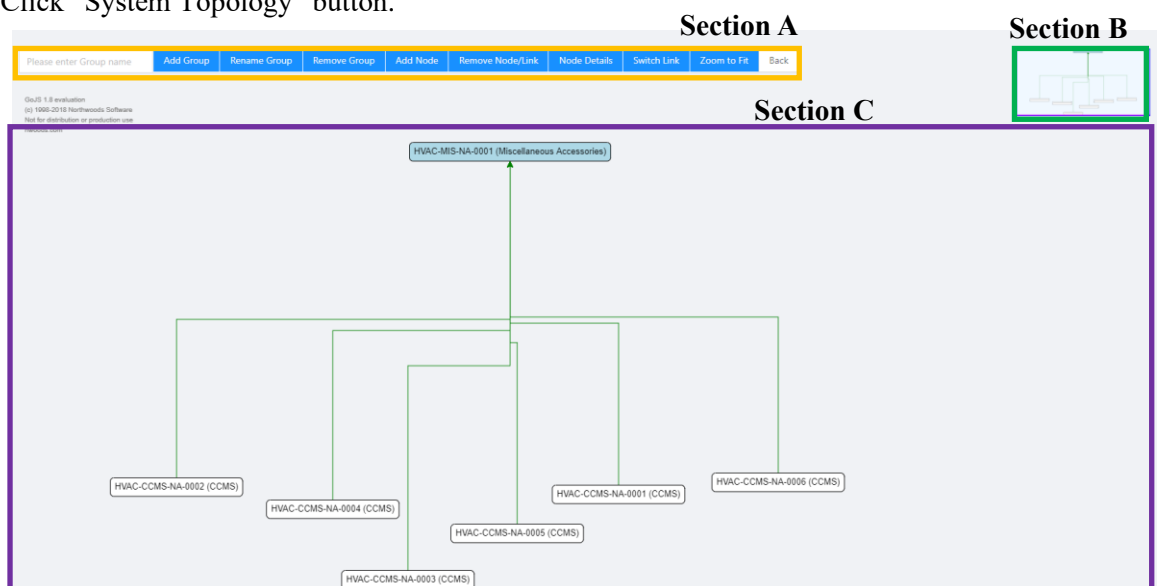 Click "System Topology" button.
Section A
Section B
Please enter Group name Add Group Rename Group Remove Group Add Node Remove Node/Link Node Details Switch Link Zoom to Fit Back
GoJS 1.8 evaluation
(c) 1998-2018 Northwoods Software
Not for distribution or production use
Section C
HVAC-MIS-NA-0001 (Miscellaneous Accessories)
HVAC-CCMS-NA-0002 (CCMS)
HVAC-CCMS-NA-0006 (CCMS)
HVAC-CCMS-NA-0001 (CCMS)
HVAC-CCMS-NA-0004 (CCMS)
HVAC-CCMS-NA-0005 (CCMS)
HVAC-CCMS-NA-0003 (CCMS)